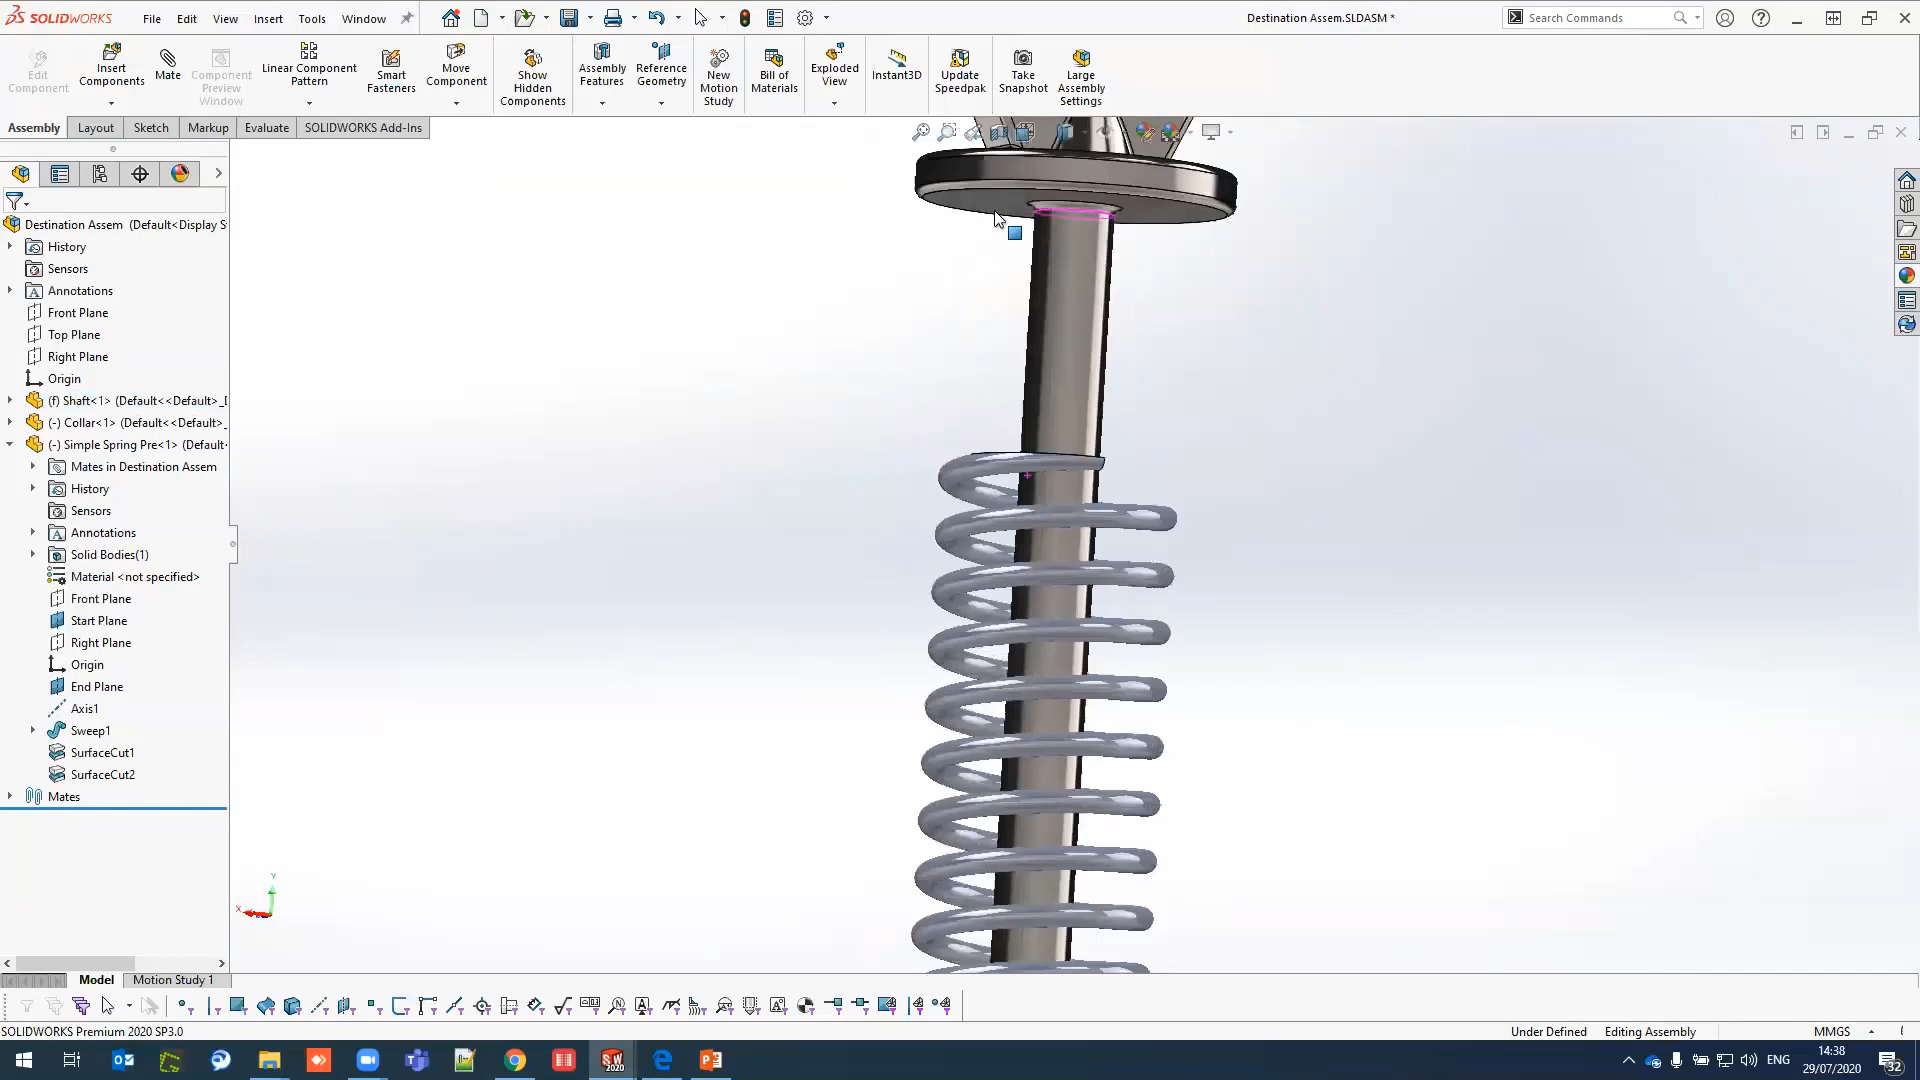 SOLIDWORKS File Edit View Insert Tools Window Destination Assem.SLDASM * Search Commands
Edit Component
Insert Components
Mate
Component Preview Window
Linear Component Pattern
Smart Fasteners
Move Component
Show Hidden Components
Assembly Features
Reference Geometry
New Motion Study
Bill of Materials
Exploded View
Instant3D
Update Speedpak
Take Snapshot
Large Assembly Settings
Assembly Layout Sketch Markup Evaluate SOLIDWORKS Add-Ins
Destination Assem (Default<Display S
History
Sensors
Annotations
Front Plane
Top Plane
Right Plane
Origin
(f) Shaft<1> (Default<<Default>_
(-) Collar<1> (Default<<Default>_
(-) Simple Spring Pre<1> (Default
Mates in Destination Assem
History
Sensors
Annotations
Solid Bodies(1)
Material <not specified>
Front Plane
Start Plane
Right Plane
Origin
End Plane
Axis1
Sweep1
SurfaceCut1
SurfaceCut2
Mates
Y
X
Model Motion Study 1
SOLIDWORKS Premium 2020 SP3.0 Under Defined Editing Assembly MMGS
ENG 14:38
29/07/2020
32